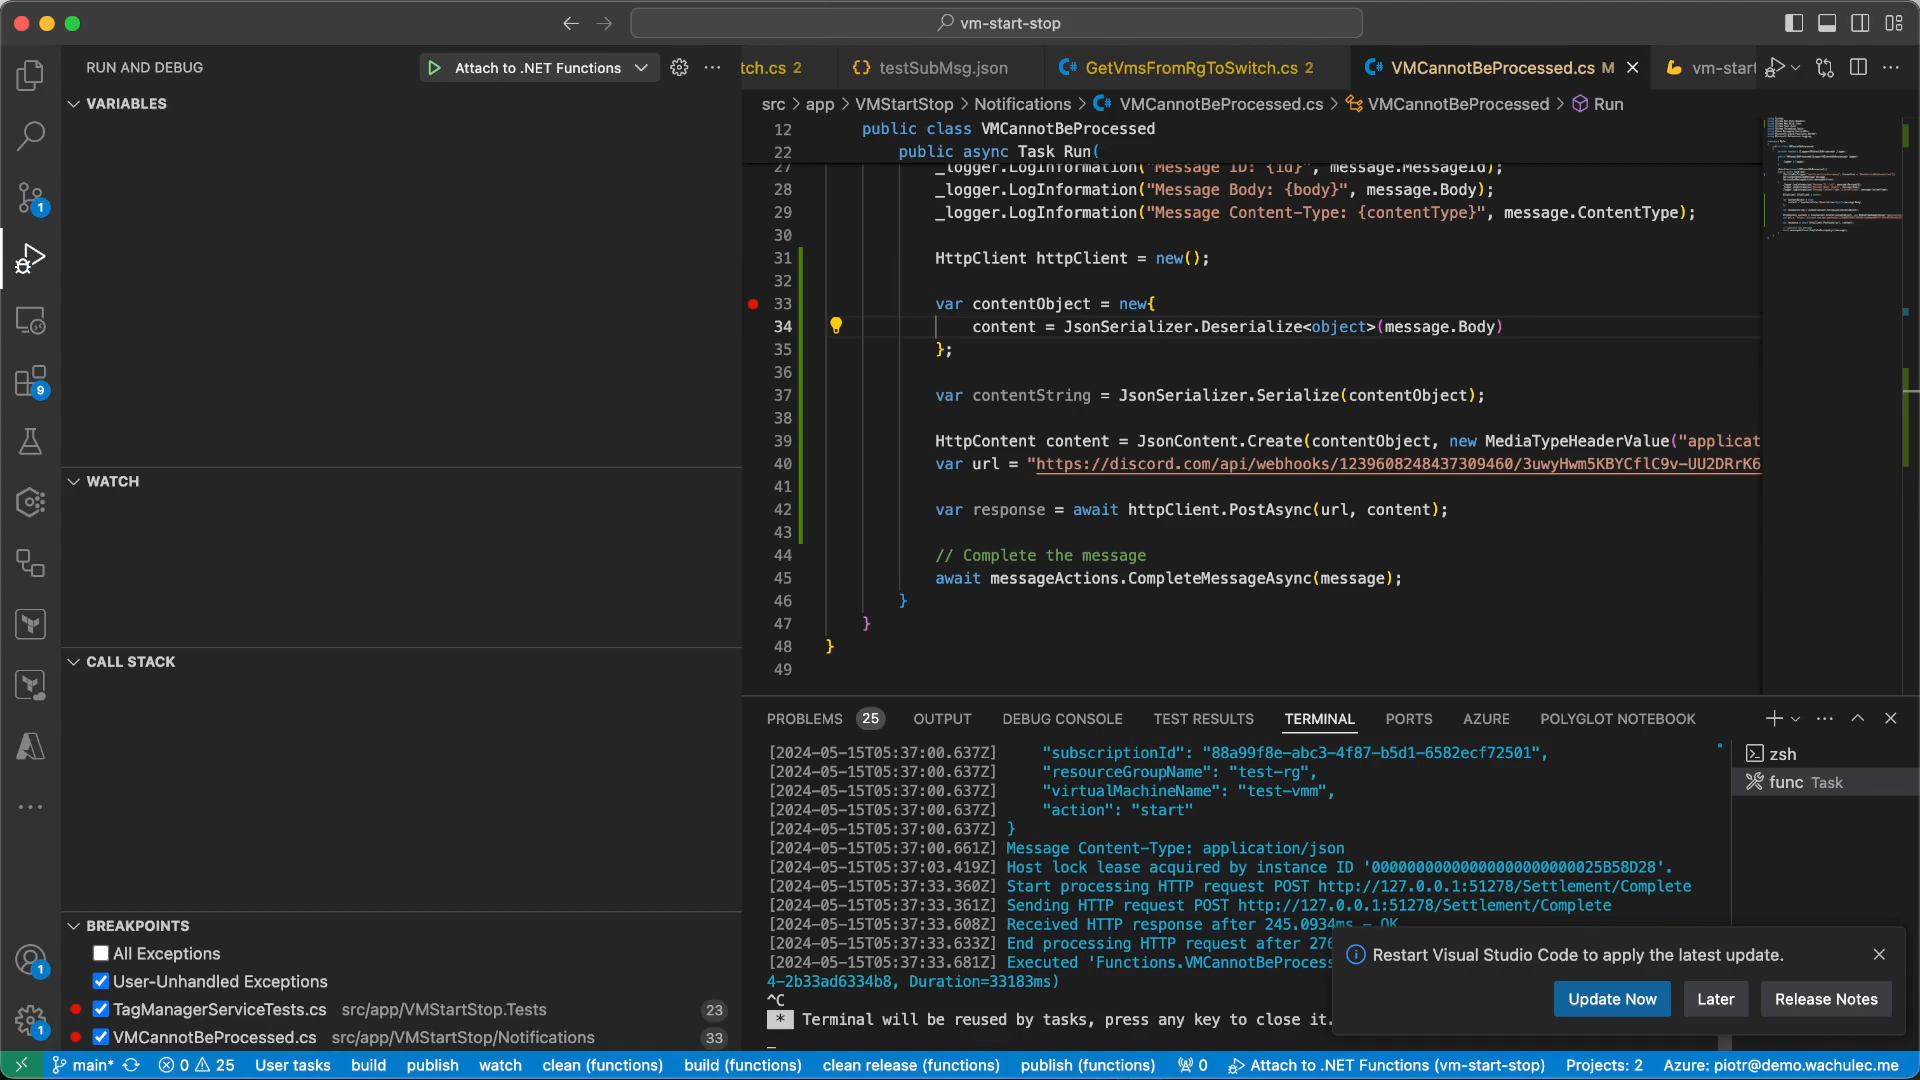 vm-start-stop
RUN AND DEBUG
Attach to .NET Functions
tch.cs 2
testSubMsg.json
GetVmsFromRgToSwitch.cs 2
VMCannotBeProcessed.cs M
vm-start
VARIABLES
src > app > VMStartStop > Notifications > VMCannotBeProcessed.cs > VMCannotBeProcessed > Run
12 public class VMCannotBeProcessed
22 public async Task Run(
27 _logger.LogInformation("Message ID: {id}", message.MessageId);
28 _logger.LogInformation("Message Body: {body}", message.Body);
29 _logger.LogInformation("Message Content-Type: {contentType}", message.ContentType);
30
31 HttpClient httpClient = new();
32
33 var contentObject = new{
34 content = JsonSerializer.Deserialize<object>(message.Body)
35 };
36
37 var contentString = JsonSerializer.Serialize(contentObject);
38
39 HttpContent content = JsonContent.Create(contentObject, new MediaTypeHeaderValue("applicat
40 var url = "https://discord.com/api/webhooks/1239608248437309460/3uwyHwm5KBYCflC9v-UU2DRrK6
41
42 var response = await httpClient.PostAsync(url, content);
43
44 // Complete the message
45 await messageActions.CompleteMessageAsync(message);
46 }
47 }
48 }
49
1
9
WATCH
CALL STACK
PROBLEMS 25 OUTPUT DEBUG CONSOLE TEST RESULTS TERMINAL PORTS AZURE POLYGLOT NOTEBOOK
[2024-05-15T05:37:00.637Z] "subscriptionId": "88a99f8e-abc3-4f87-b5d1-6582ecf72501",
[2024-05-15T05:37:00.637Z] "resourceGroupName": "test-rg",
[2024-05-15T05:37:00.637Z] "virtualMachineName": "test-vmm",
[2024-05-15T05:37:00.637Z] "action": "start"
[2024-05-15T05:37:00.637Z] }
[2024-05-15T05:37:00.661Z] Message Content-Type: application/json
[2024-05-15T05:37:03.419Z] Host lock lease acquired by instance ID '00000000000000000000000025B58D28'.
[2024-05-15T05:37:33.360Z] Start processing HTTP request POST http://127.0.0.1:51278/Settlement/Complete
[2024-05-15T05:37:33.361Z] Sending HTTP request POST http://127.0.0.1:51278/Settlement/Complete
[2024-05-15T05:37:33.608Z] Received HTTP response after 245.0934ms – OK
[2024-05-15T05:37:33.633Z] End processing HTTP request after 276
[2024-05-15T05:37:33.681Z] Executed 'Functions.VMCannotBeProcess
4-2b33ad6334b8, Duration=33183ms)
^C
* Terminal will be reused by tasks, press any key to close it.
zsh
func Task
Restart Visual Studio Code to apply the latest update.
Update Now Later Release Notes
BREAKPOINTS
All Exceptions
User-Unhandled Exceptions
TagManagerServiceTests.cs src/app/VMStartStop.Tests 23
VMCannotBeProcessed.cs src/app/VMStartStop/Notifications 33
1
1
main* 0 25 User tasks build publish watch clean (functions) build (functions) clean release (functions) publish (functions) 0 Attach to .NET Functions (vm-start-stop) Projects: 2 Azure: piotr@demo.wachulec.me